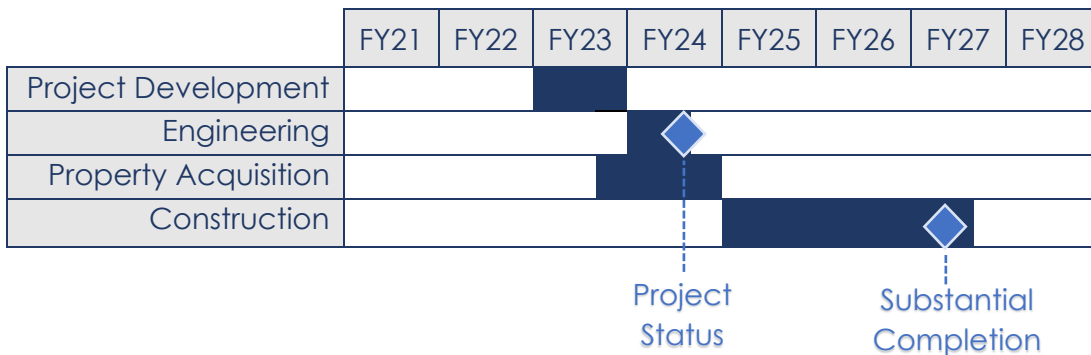 FY21 FY22 FY23 FY24 FY25 FY26 FY27 FY28
Project Development
Engineering
Property Acquisition
Construction
Project
Status
Substantial
Completion